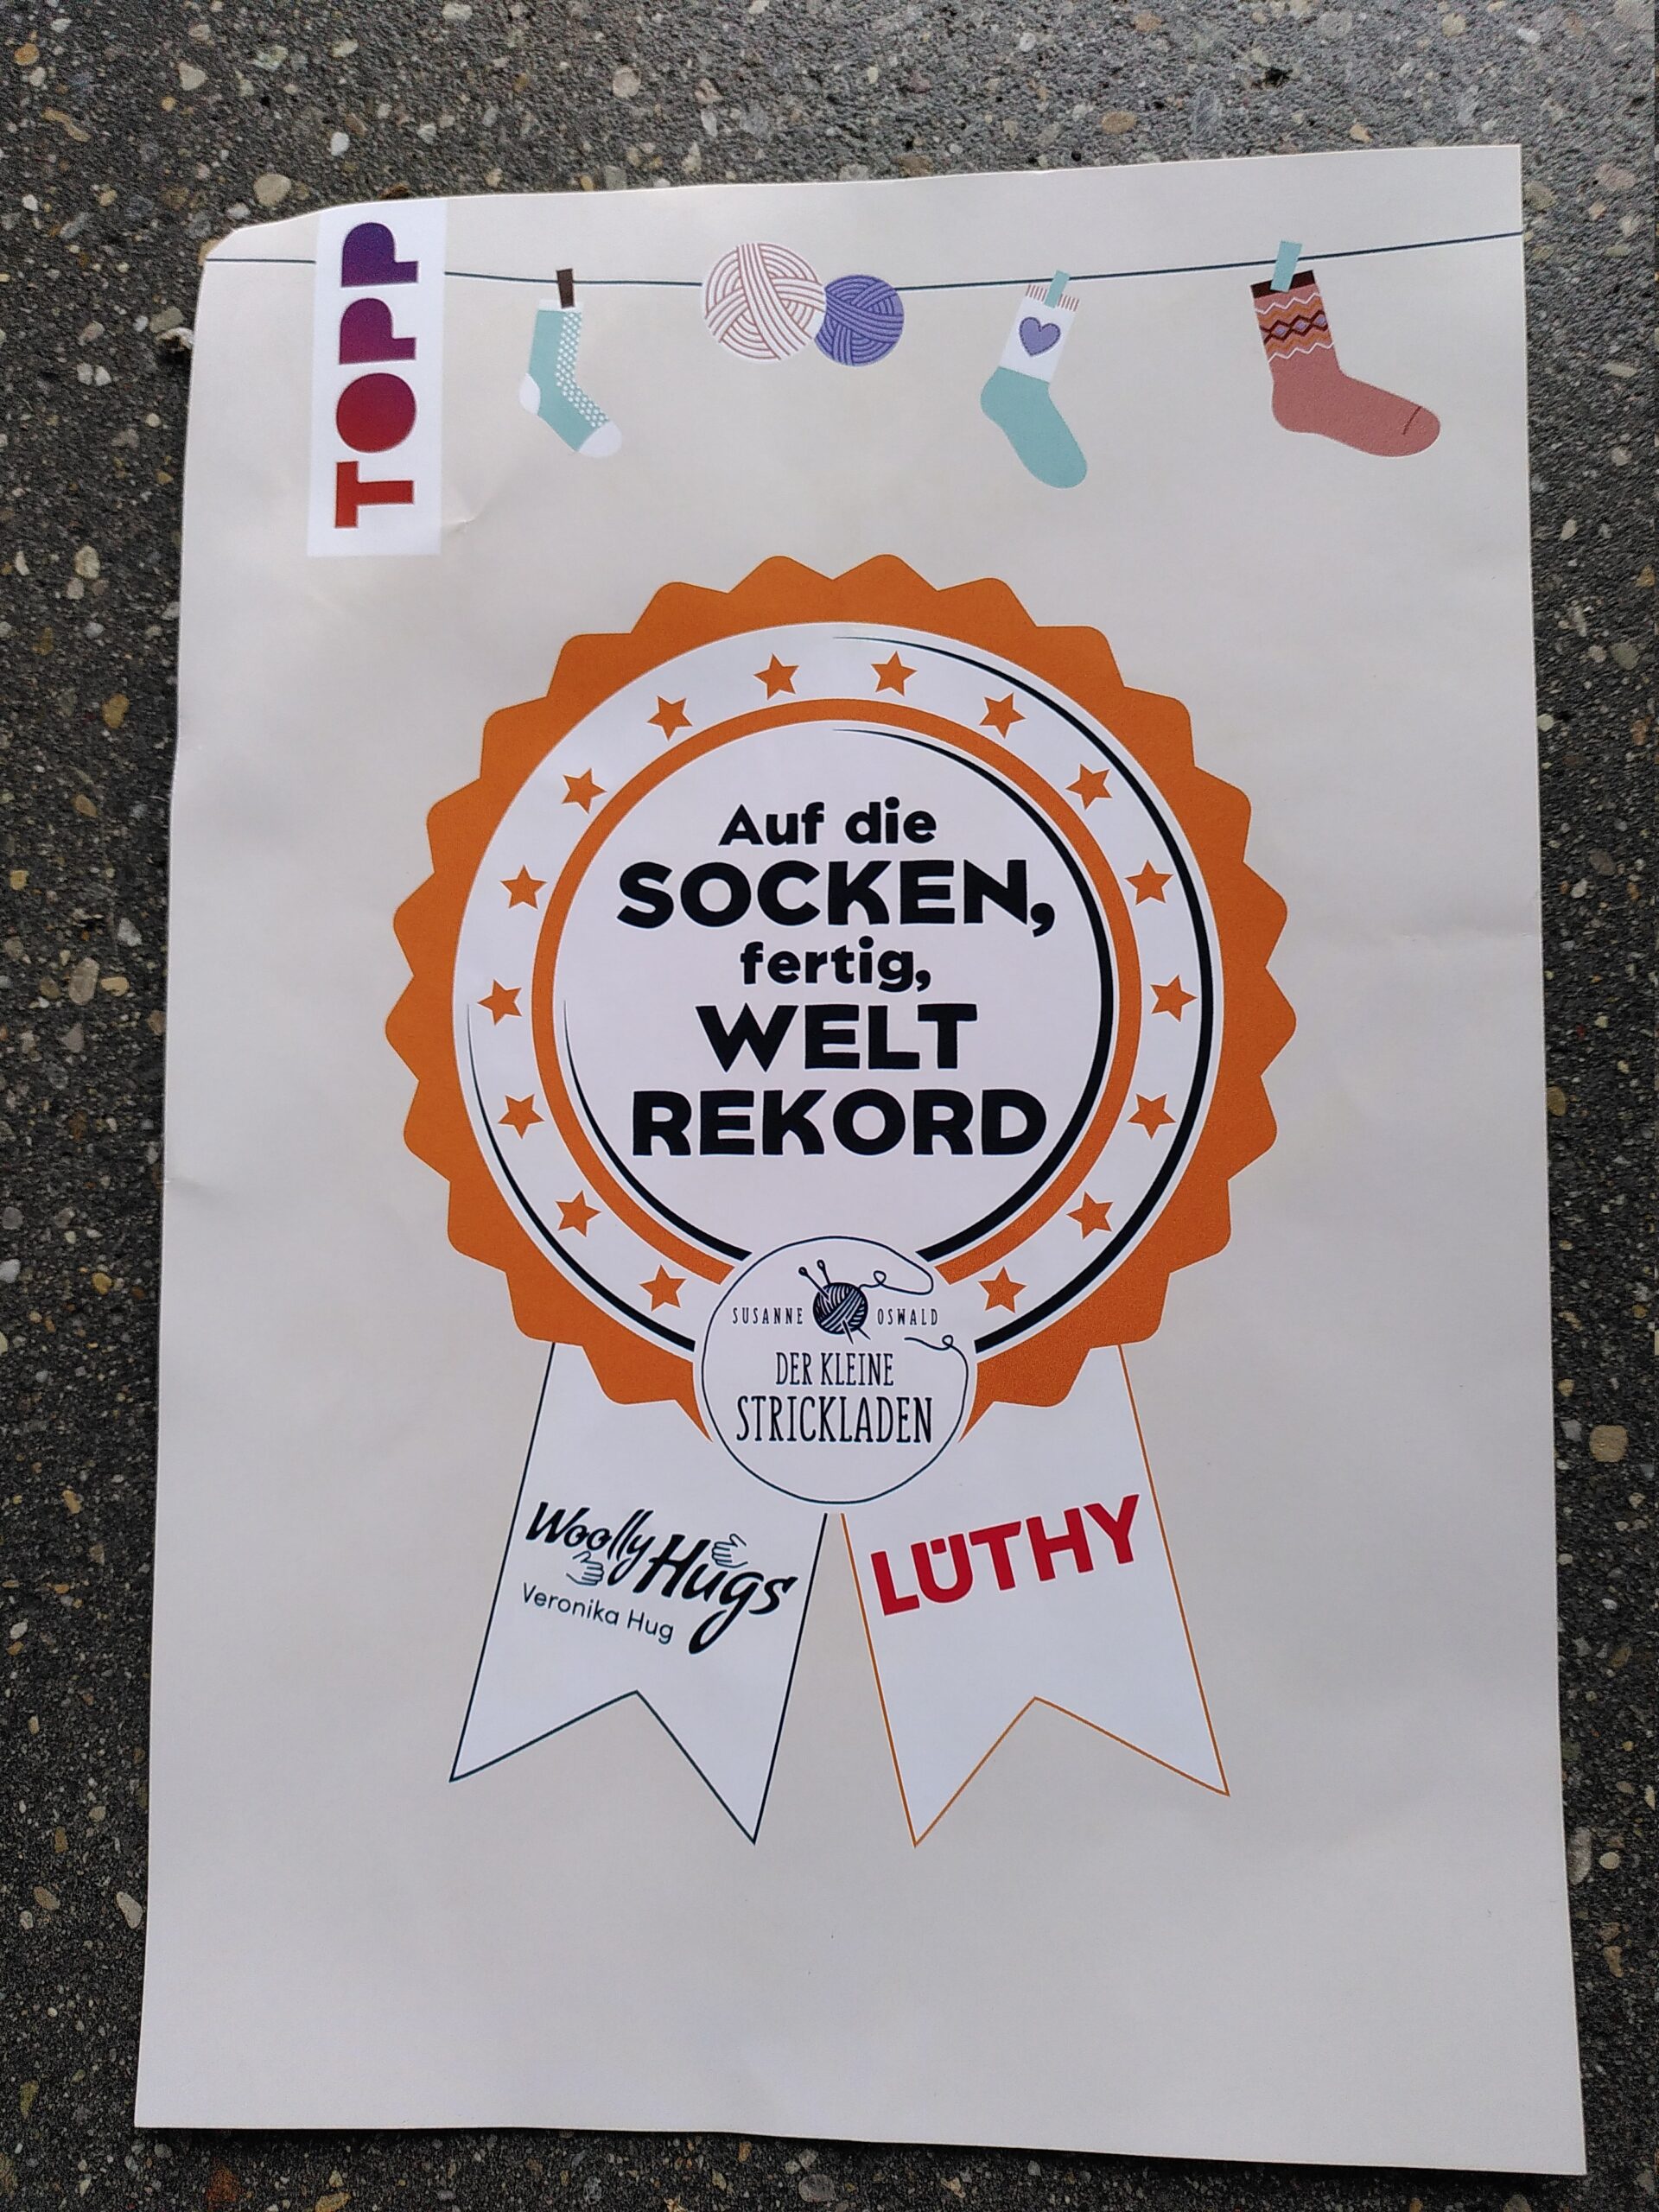 TOPP
Auf die
SOCKEN,
fertig,
WELT
REKORD
SUSANNE OSWALD
DER KLEINE
STRICKLADEN
Woolly Hugs
Veronika Hug
LÜTHY